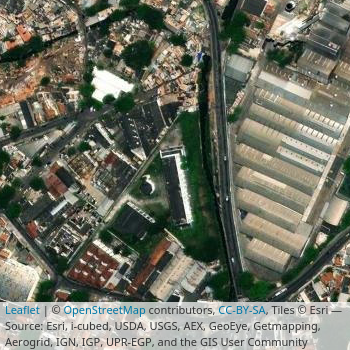 Leaflet | © OpenStreetMap contributors, CC-BY-SA, Tiles © Esri —
Source: Esri, i-cubed, USDA, USGS, AEX, GeoEye, Getmapping,
Aerogrid, IGN, IGP, UPR-EGP, and the GIS User Community